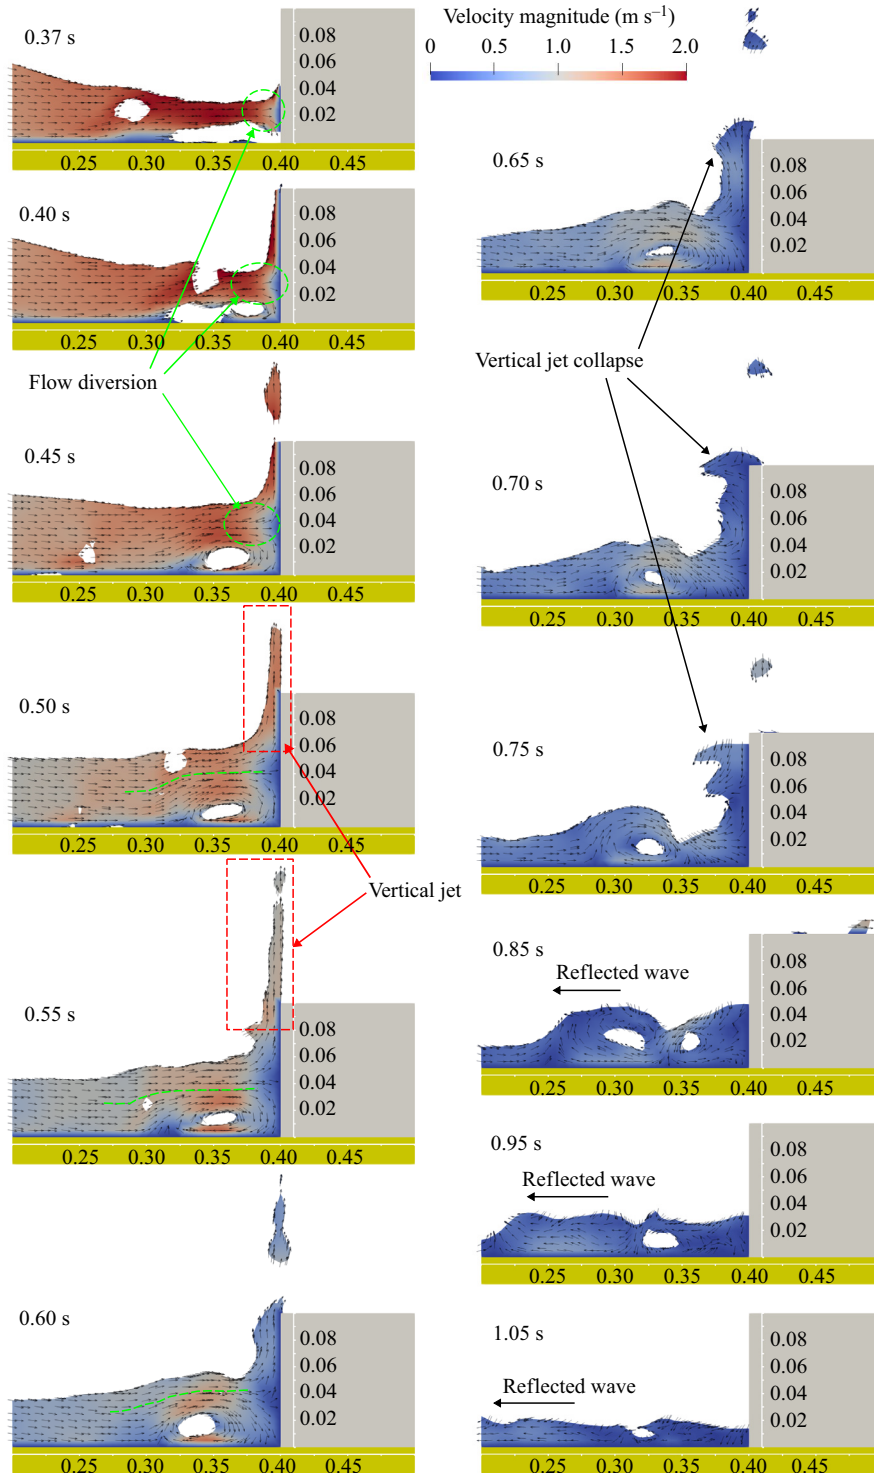 Velocity magnitude (m s⁻¹)
0 0.5 1.0 1.5 2.0
0.37 s
0.08
0.06
0.04
0.02
0.25 0.30 0.35 0.40 0.45
0.40 s
0.08
0.06
0.04
0.02
0.25 0.30 0.35 0.40 0.45
Flow diversion
0.45 s
0.08
0.06
0.04
0.02
0.25 0.30 0.35 0.40 0.45
0.50 s
0.08
0.06
0.04
0.02
0.25 0.30 0.35 0.40 0.45
Vertical jet
0.55 s
0.08
0.06
0.04
0.02
0.25 0.30 0.35 0.40 0.45
0.60 s
0.08
0.06
0.04
0.02
0.25 0.30 0.35 0.40 0.45
0.65 s
0.08
0.06
0.04
0.02
0.25 0.30 0.35 0.40 0.45
Vertical jet collapse
0.70 s
0.08
0.06
0.04
0.02
0.25 0.30 0.35 0.40 0.45
0.75 s
0.08
0.06
0.04
0.02
0.25 0.30 0.35 0.40 0.45
0.85 s
Reflected wave
0.08
0.06
0.04
0.02
0.25 0.30 0.35 0.40 0.45
0.95 s
Reflected wave
0.08
0.06
0.04
0.02
0.25 0.30 0.35 0.40 0.45
1.05 s
Reflected wave
0.08
0.06
0.04
0.02
0.25 0.30 0.35 0.40 0.45